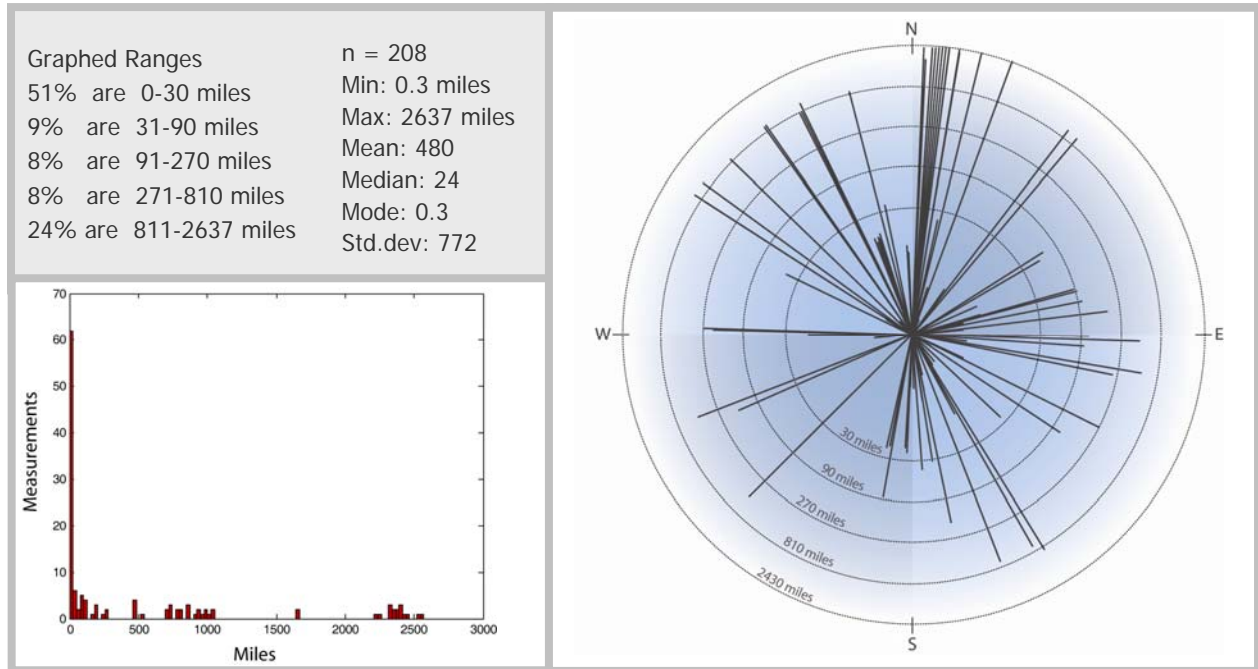 Graphed Ranges
51% are 0-30 miles
9% are 31-90 miles
8% are 91-270 miles
8% are 271-810 miles
24% are 811-2637 miles
n = 208
Min: 0.3 miles
Max: 2637 miles
Mean: 480
Median: 24
Mode: 0.3
Std.dev: 772
70
60
50
40
30
20
10
0
Measurements
0 500 1000 1500 2000 2500 3000
Miles
N
W
E
30 miles
90 miles
270 miles
810 miles
2430 miles
S